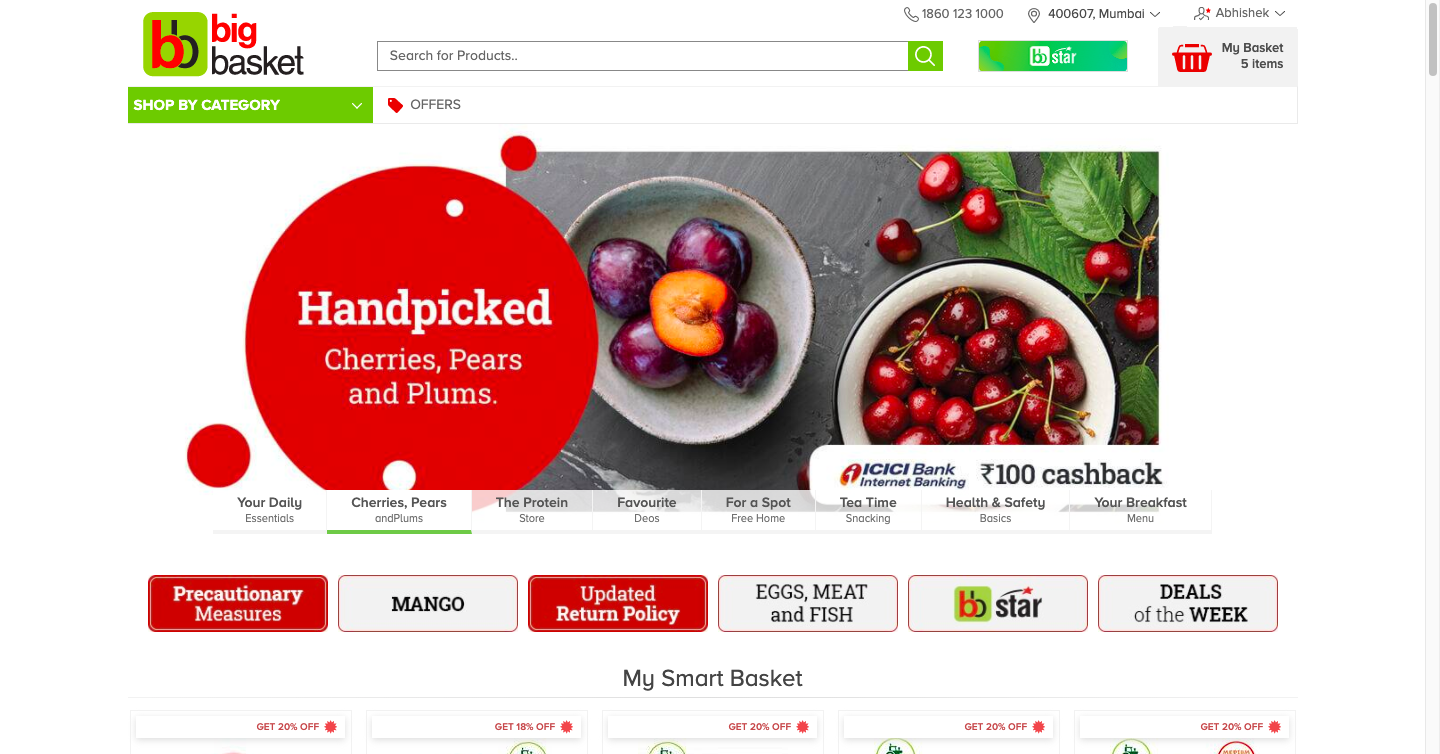 1860 123 1000
400607, Mumbai
Abhishek
bb big
basket
Search for Products..
bb star
My Basket
5 items
SHOP BY CATEGORY
OFFERS
Handpicked
Cherries, Pears
and Plums.
ICICI Bank
Internet Banking
₹100 cashback
Your Daily
Essentials
Cherries, Pears
andPlums
The Protein
Store
Favourite
Deos
For a Spot
Free Home
Tea Time
Snacking
Health & Safety
Basics
Your Breakfast
Menu
Precautionary
Measures
MANGO
Updated
Return Policy
EGGS, MEAT
and FISH
bb star
DEALS
of the WEEK
My Smart Basket
GET 20% OFF
GET 18% OFF
GET 20% OFF
GET 20% OFF
GET 20% OFF